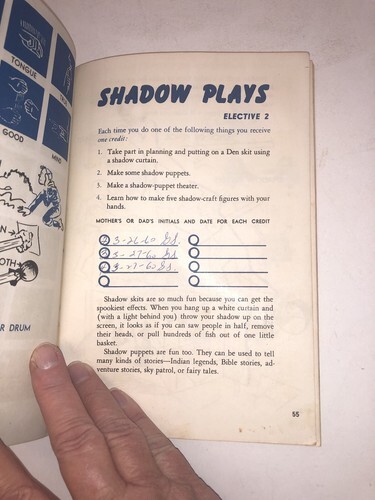 TONGUE
GOOD
MIND
R DRUM
SHADOW PLAYS
ELECTIVE 2
Each time you do one of the following things you receive
one credit:
1. Take part in planning and putting on a Den skit using
a shadow curtain.
2. Make some shadow puppets.
3. Make a shadow-puppet theater.
4. Learn how to make five shadow-craft figures with your
hands.
MOTHER'S OR DAD'S INITIALS AND DATE FOR EACH CREDIT
3-26-60 G.S.
3-27-60 G.S.
3-27-60 G.S.
Shadow skits are so much fun because you can get the
spookiest effects. When you hang up a white curtain and
(with a light behind you) throw your shadow up on the
screen, it looks as if you can saw people in half, remove
their heads, or pull hundreds of fish out of one little
basket.
Shadow puppets are fun too. They can be used to tell
many kinds of stories—Indian legends, Bible stories, ad-
venture stories, sky patrol, or fairy tales.
55